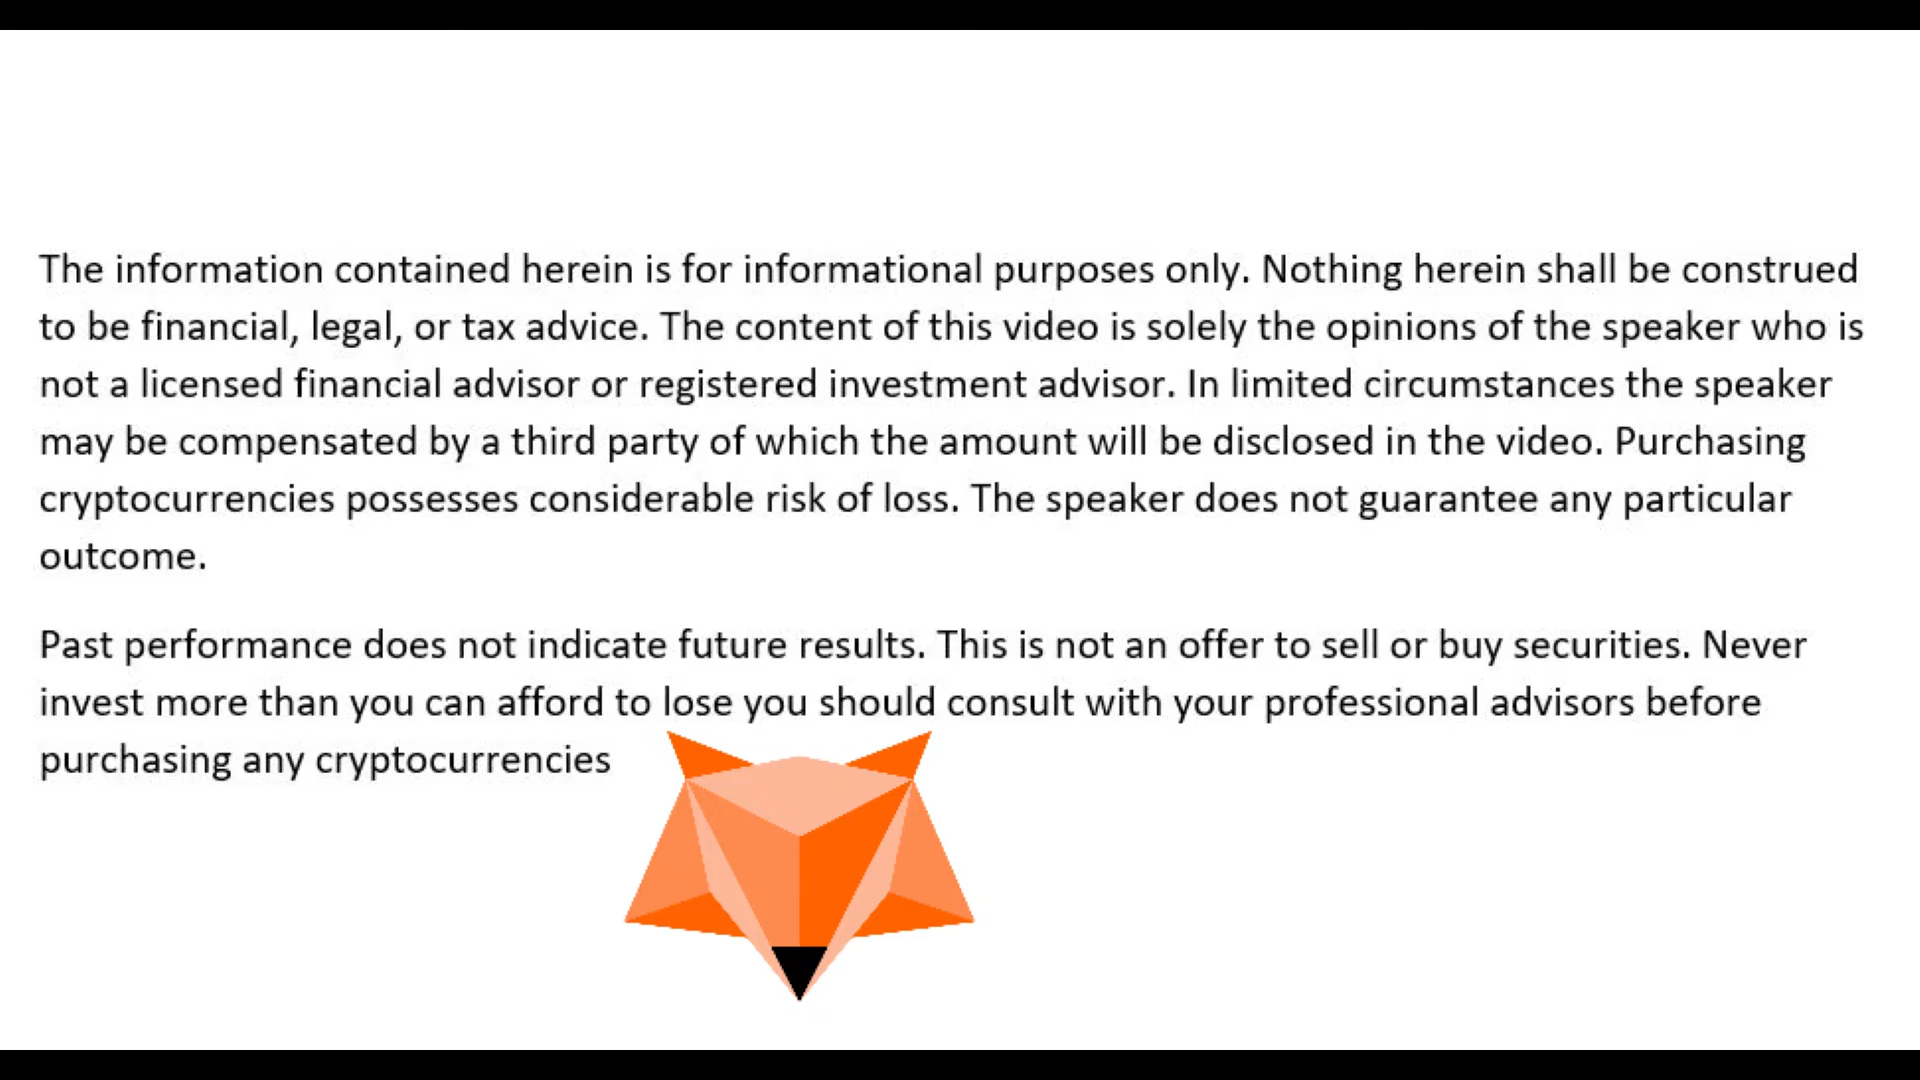 The information contained herein is for informational purposes only. Nothing herein shall be construed
to be financial, legal, or tax advice. The content of this video is solely the opinions of the speaker who is
not a licensed financial advisor or registered investment advisor. In limited circumstances the speaker
may be compensated by a third party of which the amount will be disclosed in the video. Purchasing
cryptocurrencies possesses considerable risk of loss. The speaker does not guarantee any particular
outcome.
Past performance does not indicate future results. This is not an offer to sell or buy securities. Never
invest more than you can afford to lose you should consult with your professional advisors before
purchasing any cryptocurrencies